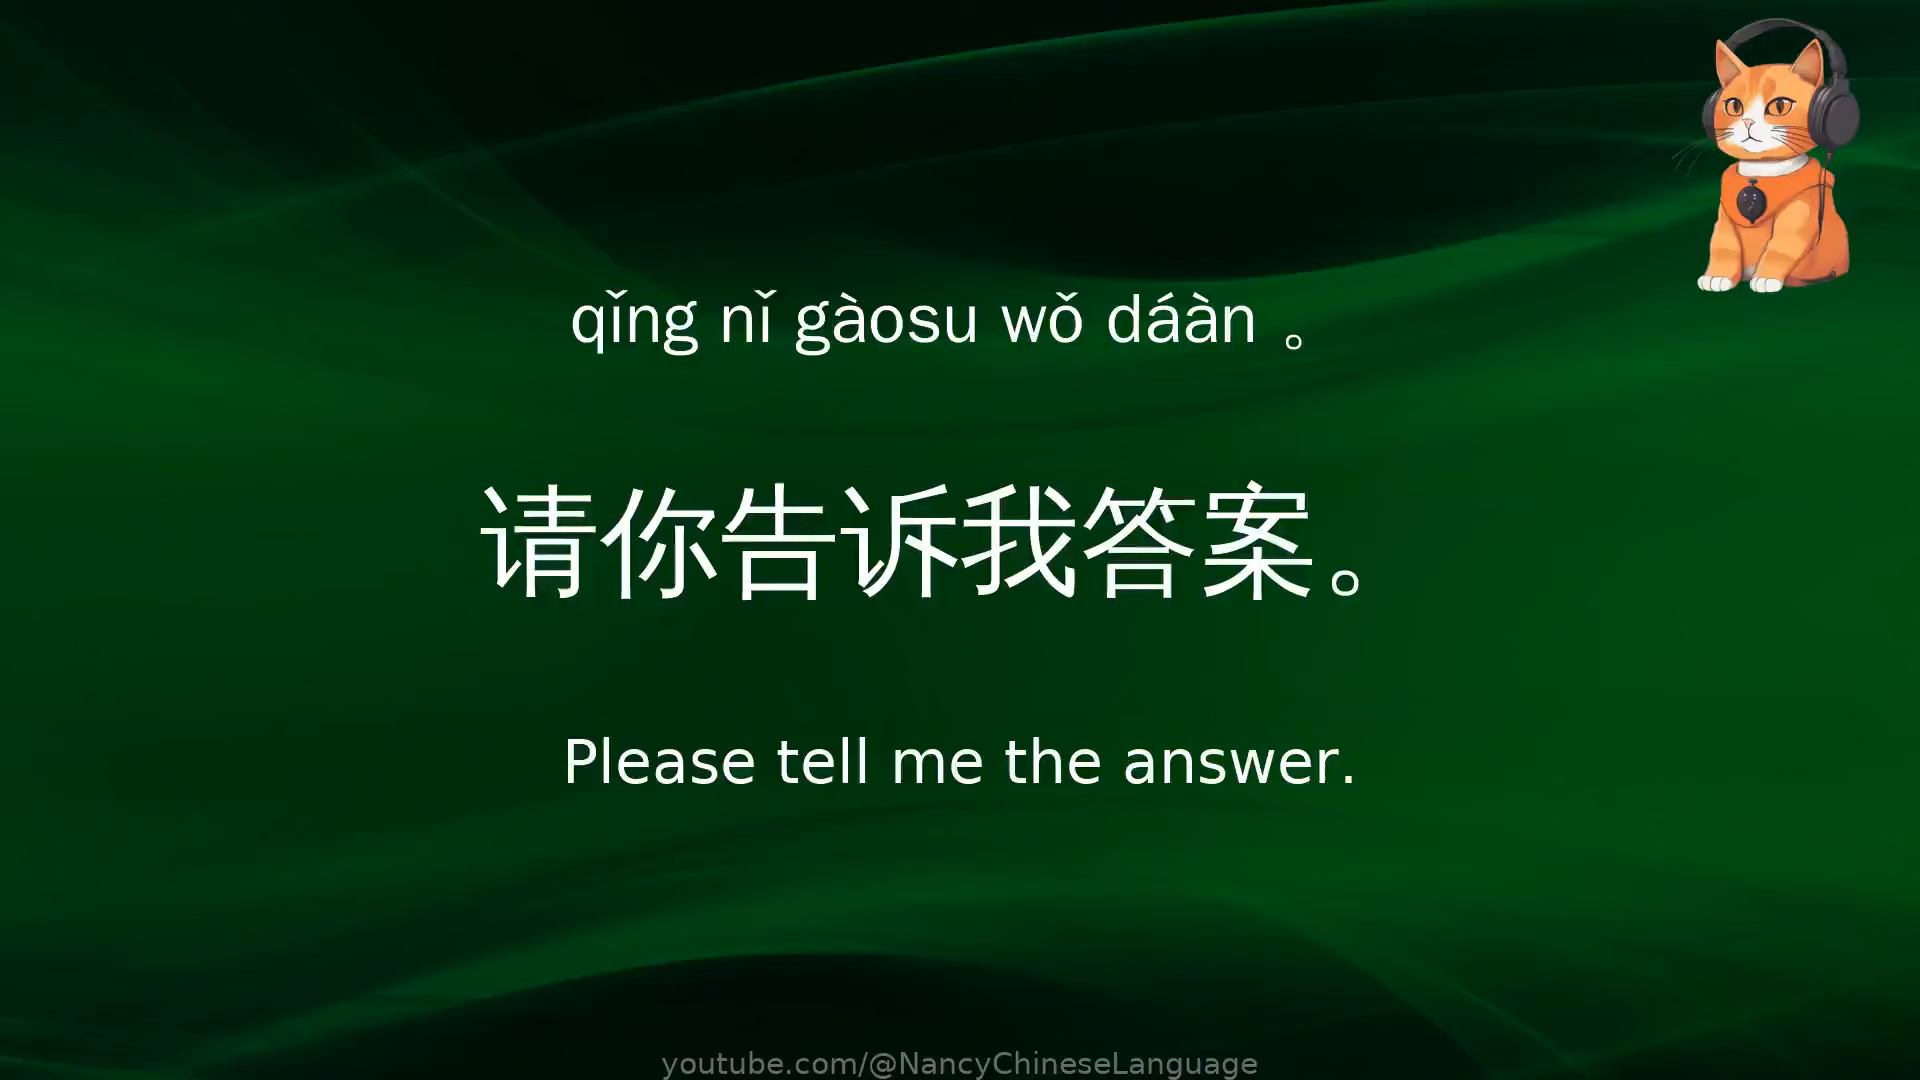 qǐng nǐ gàosu wǒ dáàn 。
请你告诉我答案。
Please tell me the answer.
youtube.com/@NancyChineseLanguage